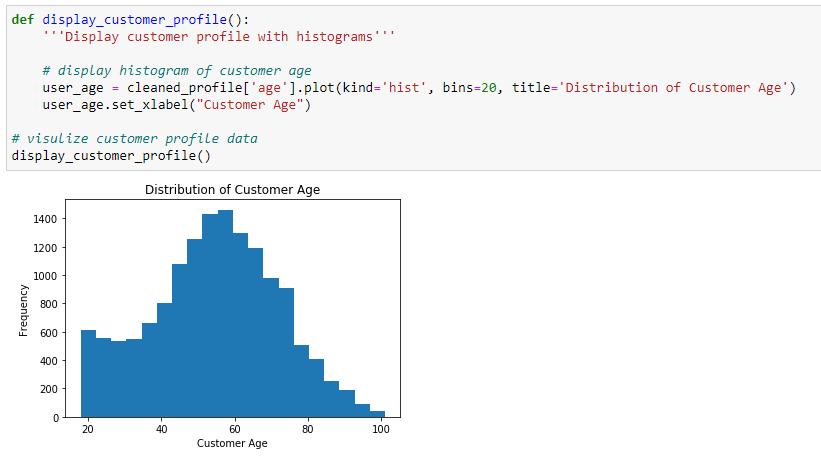 def display_customer_profile():
    '''Display customer profile with histograms'''
    # display histogram of customer age
    user_age = cleaned_profile['age'].plot(kind='hist', bins=20, title='Distribution of Customer Age')
    user_age.set_xlabel("Customer Age")
# visulize customer profile data
display_customer_profile()
Distribution of Customer Age
1400
1200
1000
800
600
400
200
0
Frequency
20 40 60 80 100
Customer Age